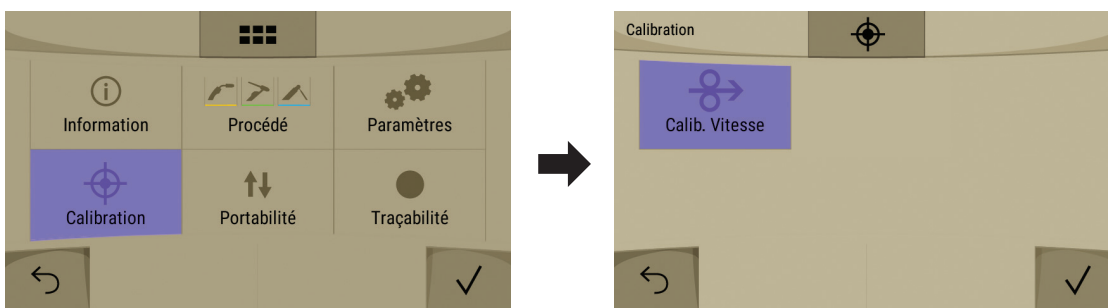 Information
Procédé
Paramètres
Calibration
Portabilité
Traçabilité
Calibration
Calib. Vitesse